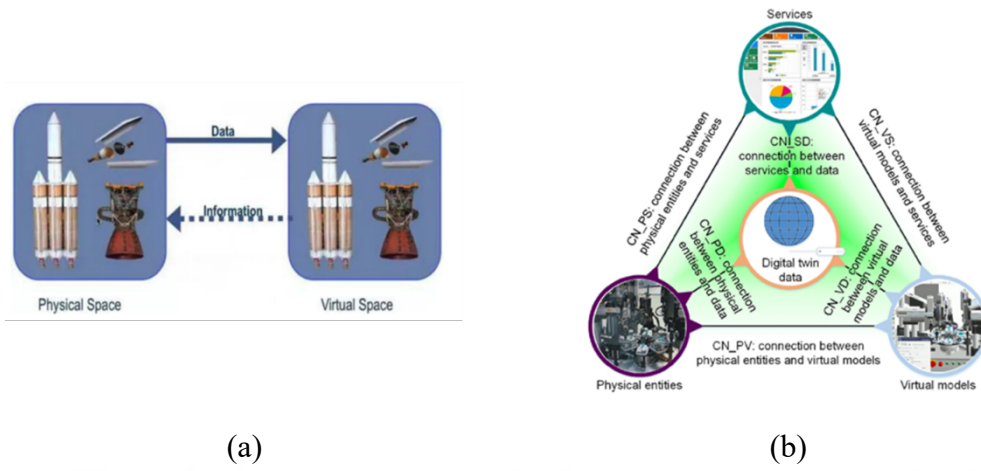 Data
Information
Physical Space
Virtual Space
(a)
Services
CN_PS: connection between
physical entities and services
CN_VS: connection between
virtual models and services
CN_SD:
connection between
services and data
Digital twin
data
CN_PD: connection
between physical
entities and data
CN_VD: connection
between virtual
models and data
CN_PV: connection between
physical entities and virtual models
Physical entities
Virtual models
(b)